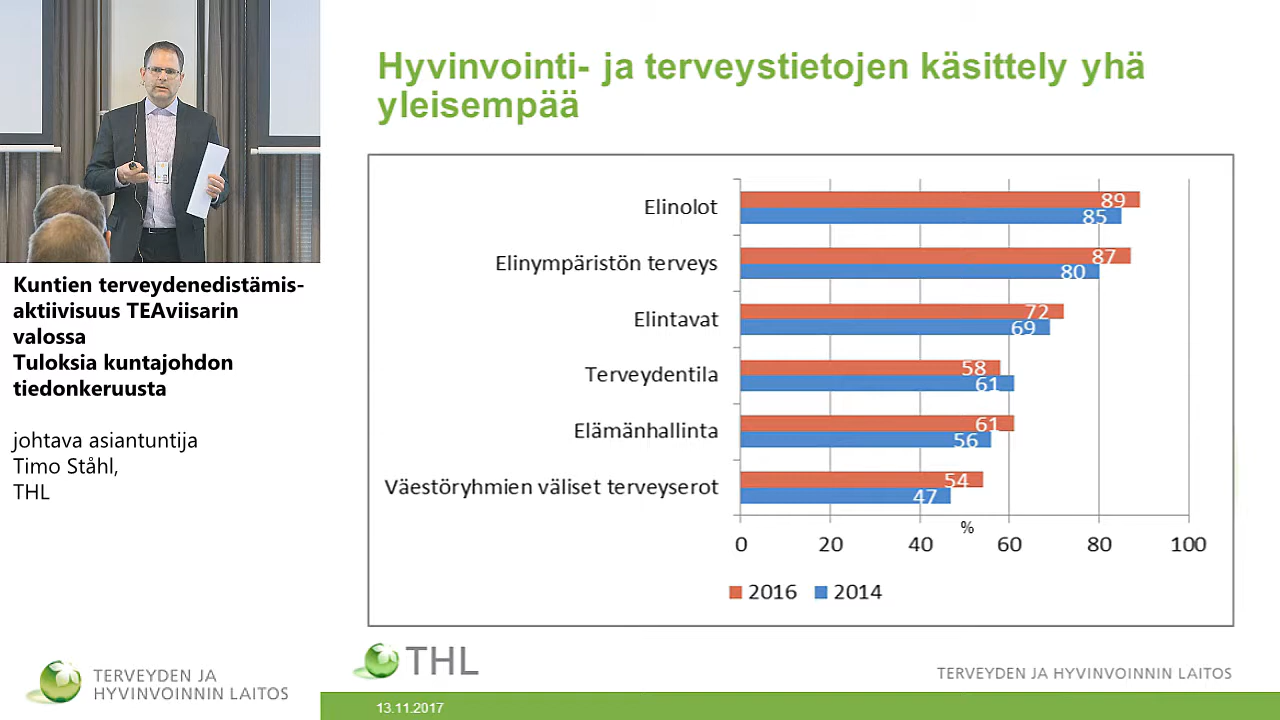 Hyvinvointi- ja terveystietojen käsittely yhä
yleisempää
Elinolot
89
85
Elinympäristön terveys
87
80
Elintavat
72
69
Terveydentila
58
61
Elämänhallinta
61
56
Väestöryhmien väliset terveyserot
54
47
%
0 20 40 60 80 100
2016 2014
Kuntien terveydenedistämis-
aktiivisuus TEAviisarin
valossa
Tuloksia kuntajohdon
tiedonkeruusta
johtava asiantuntija
Timo Ståhl,
THL
TERVEYDEN JA
HYVINVOINNIN LAITOS
THL
TERVEYDEN JA HYVINVOINNIN LAITOS
13.11.2017